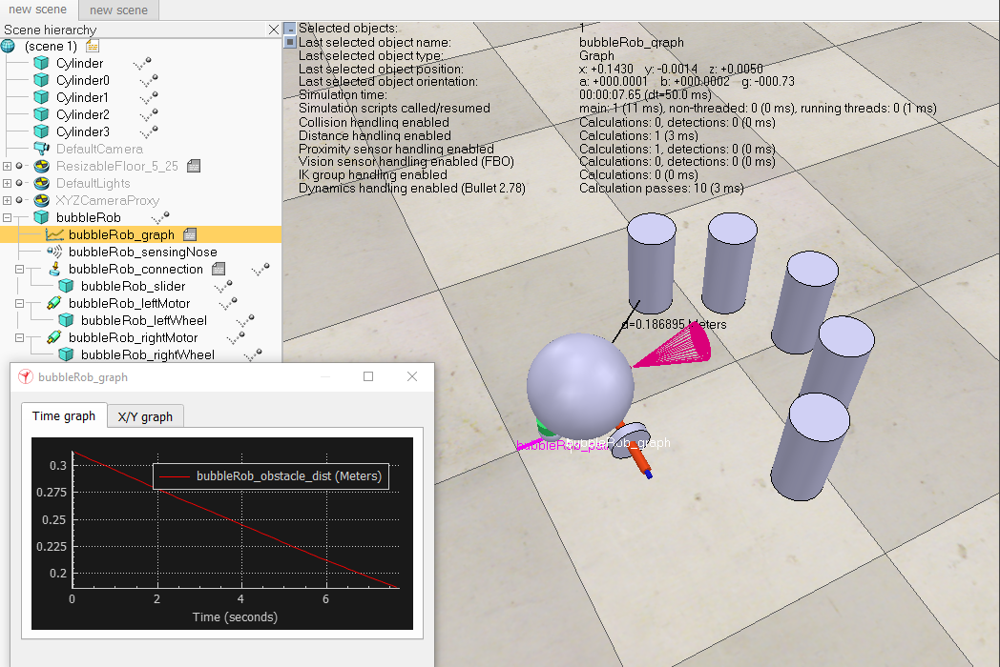 new scene
new scene
Scene hierarchy
(scene 1)
Cylinder
Cylinder0
Cylinder1
Cylinder2
Cylinder3
DefaultCamera
ResizableFloor_5_25
DefaultLights
XYZCameraProxy
bubbleRob
bubbleRob_graph
bubbleRob_sensingNose
bubbleRob_connection
bubbleRob_slider
bubbleRob_leftMotor
bubbleRob_leftWheel
bubbleRob_rightMotor
bubbleRob_rightWheel
Selected objects: 1
Last selected object name: bubbleRob_graph
Last selected object type: Graph
Last selected object position: x: +0.1430 y: -0.0014 z: +0.0050
Last selected object orientation: a: +000.0001 b: +000.0002 g: -000.73
Simulation time: 00:00:07.65 (dt=50.0 ms)
Simulation scripts called/resumed main: 1 (11 ms), non-threaded: 0 (0 ms), running threads: 0 (1 ms)
Collision handling enabled Calculations: 0, detections: 0 (0 ms)
Distance handling enabled Calculations: 1 (3 ms)
Proximity sensor handling enabled Calculations: 1, detections: 0 (0 ms)
Vision sensor handling enabled (FBO) Calculations: 0, detections: 0 (0 ms)
IK group handling enabled Calculations: 0 (0 ms)
Dynamics handling enabled (Bullet 2.78) Calculation passes: 10 (3 ms)
d=0.186895 meters
bubbleRob_graph
bubbleRob_graph
Time graph
X/Y graph
bubbleRob_obstacle_dist (Meters)
0.3
0.275
0.25
0.225
0.2
0 2 4 6
Time (seconds)